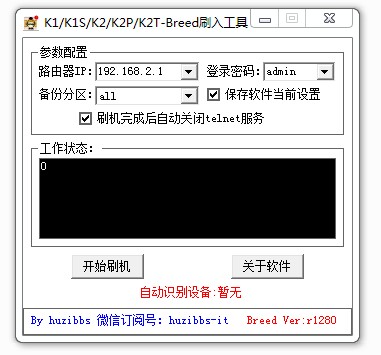 K1/K1S/K2/K2P/K2T-Breed刷入工具
参数配置
路由器IP: 192.168.2.1 登录密码: admin
备份分区: all 保存软件当前设置
刷机完成后自动关闭telnet服务
工作状态:
0
开始刷机 关于软件
自动识别设备:暂无
By huzibbs 微信订阅号: huzibbs-it Breed Ver:r1280